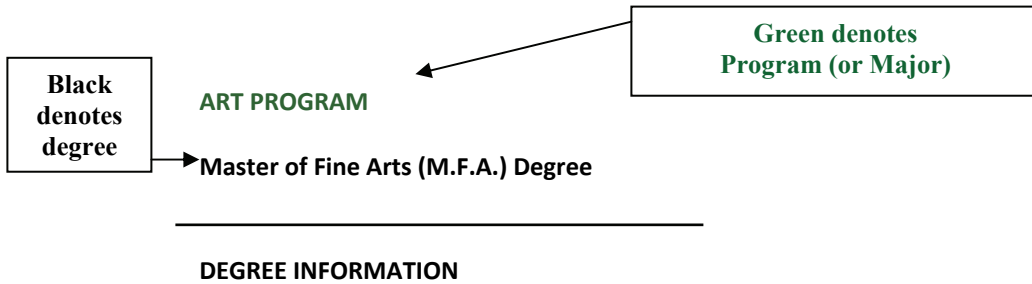 Green denotes
Program (or Major)
Black
denotes
degree
ART PROGRAM
Master of Fine Arts (M.F.A.) Degree
DEGREE INFORMATION